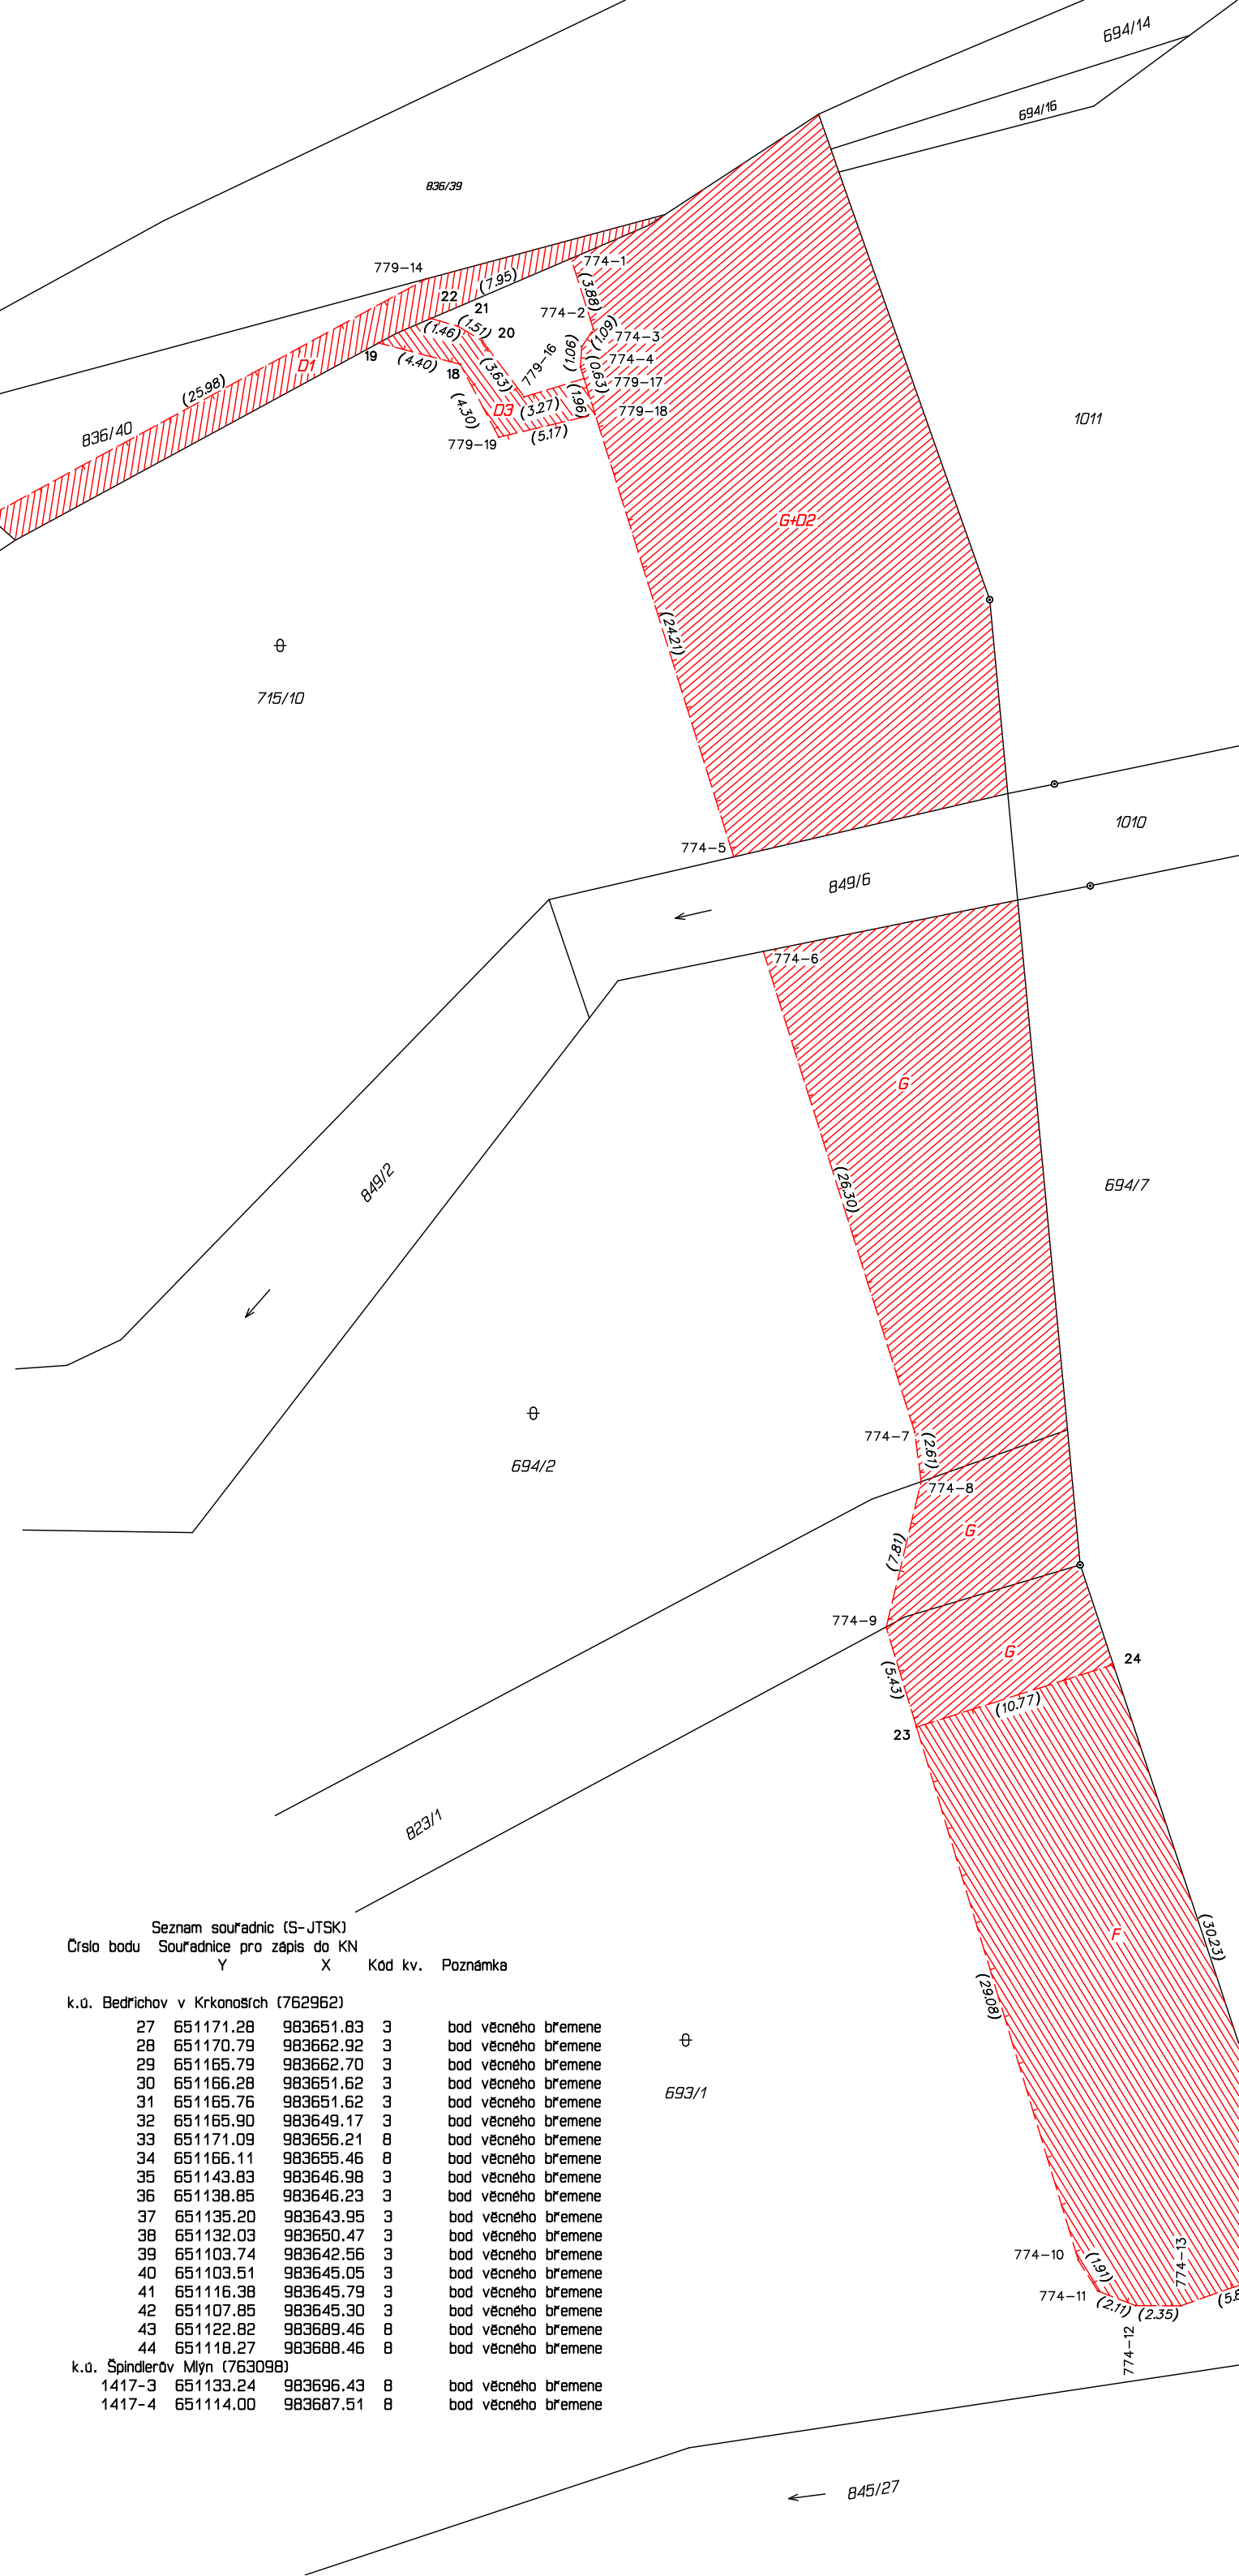 694/14
694/16
836/39
779-14
774-1
(7.95)
(3.88)
22
21
774-2
(1.09)
(1.51)
20
774-3
(1.46)
(1.06)
774-4
19
(4.40)
D1
779-16
(0.63)
18
(3.63)
779-17
(25.98)
(4.30)
D3
(3.27)
(1.96)
779-18
1011
836/40
779-19
(5.17)
G+D2
(24.21)
715/10
774-5
1010
849/6
774-6
G
849/2
(26.30)
694/7
774-7
(2.61)
694/2
774-8
G
(7.81)
774-9
G
24
(5.43)
(10.77)
23
823/1
F
(30.23)
(29.08)
Seznam souřadnic (S-JTSK)
Číslo bodu Souřadnice pro zápis do KN
Y X Kód kv. Poznámka
k.ú. Bedřichov v Krkonoších (762962)
27 651171.28 983651.83 3 bod věcného břemene
28 651170.79 983662.92 3 bod věcného břemene
29 651165.79 983662.70 3 bod věcného břemene
30 651166.28 983651.62 3 bod věcného břemene
31 651165.76 983651.62 3 bod věcného břemene
32 651165.90 983649.17 3 bod věcného břemene
33 651171.09 983656.21 8 bod věcného břemene
34 651166.11 983655.46 8 bod věcného břemene
35 651143.83 983646.98 3 bod věcného břemene
36 651138.85 983646.23 3 bod věcného břemene
37 651135.20 983643.95 3 bod věcného břemene
38 651132.03 983650.47 3 bod věcného břemene
39 651103.74 983642.56 3 bod věcného břemene
40 651103.51 983645.05 3 bod věcného břemene
41 651116.38 983645.79 3 bod věcného břemene
42 651107.85 983645.30 3 bod věcného břemene
43 651122.82 983689.46 8 bod věcného břemene
44 651118.27 983688.46 8 bod věcného břemene
k.ú. Špindlerův Mlýn (763098)
1417-3 651133.24 983696.43 8 bod věcného břemene
1417-4 651114.00 983687.51 8 bod věcného břemene
693/1
774-10
(1.91)
774-13
774-11
(2.11)
(2.35)
(5.8
774-12
845/27